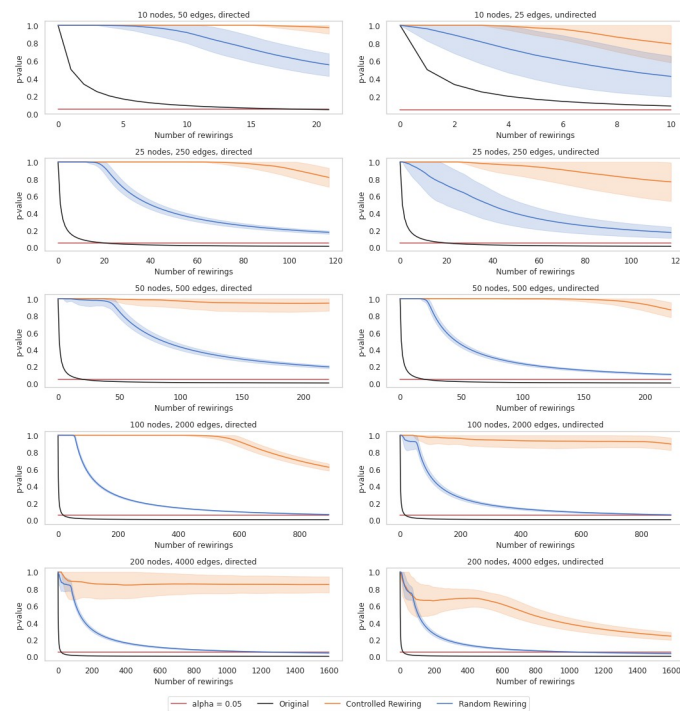 10 nodes, 50 edges, directed
1.0
0.8
0.6
0.4
0.2
0.0
p-value
0 5 10 15 20
Number of rewirings
10 nodes, 25 edges, undirected
1.0
0.8
0.6
0.4
0.2
0.0
p-value
0 2 4 6 8 10
Number of rewirings
25 nodes, 250 edges, directed
1.0
0.8
0.6
0.4
0.2
0.0
p-value
0 20 40 60 80 100 120
Number of rewirings
25 nodes, 250 edges, undirected
1.0
0.8
0.6
0.4
0.2
0.0
p-value
0 20 40 60 80 100 120
Number of rewirings
50 nodes, 500 edges, directed
1.0
0.8
0.6
0.4
0.2
0.0
p-value
0 50 100 150 200
Number of rewirings
50 nodes, 500 edges, undirected
1.0
0.8
0.6
0.4
0.2
0.0
p-value
0 50 100 150 200
Number of rewirings
100 nodes, 2000 edges, directed
1.0
0.8
0.6
0.4
0.2
0.0
p-value
0 200 400 600 800
Number of rewirings
100 nodes, 2000 edges, undirected
1.0
0.8
0.6
0.4
0.2
0.0
p-value
0 200 400 600 800
Number of rewirings
200 nodes, 4000 edges, directed
1.0
0.8
0.6
0.4
0.2
0.0
p-value
0 200 400 600 800 1000 1200 1400 1600
Number of rewirings
200 nodes, 4000 edges, undirected
1.0
0.8
0.6
0.4
0.2
0.0
p-value
0 200 400 600 800 1000 1200 1400 1600
Number of rewirings
alpha = 0.05 Original Controlled Rewiring Random Rewiring